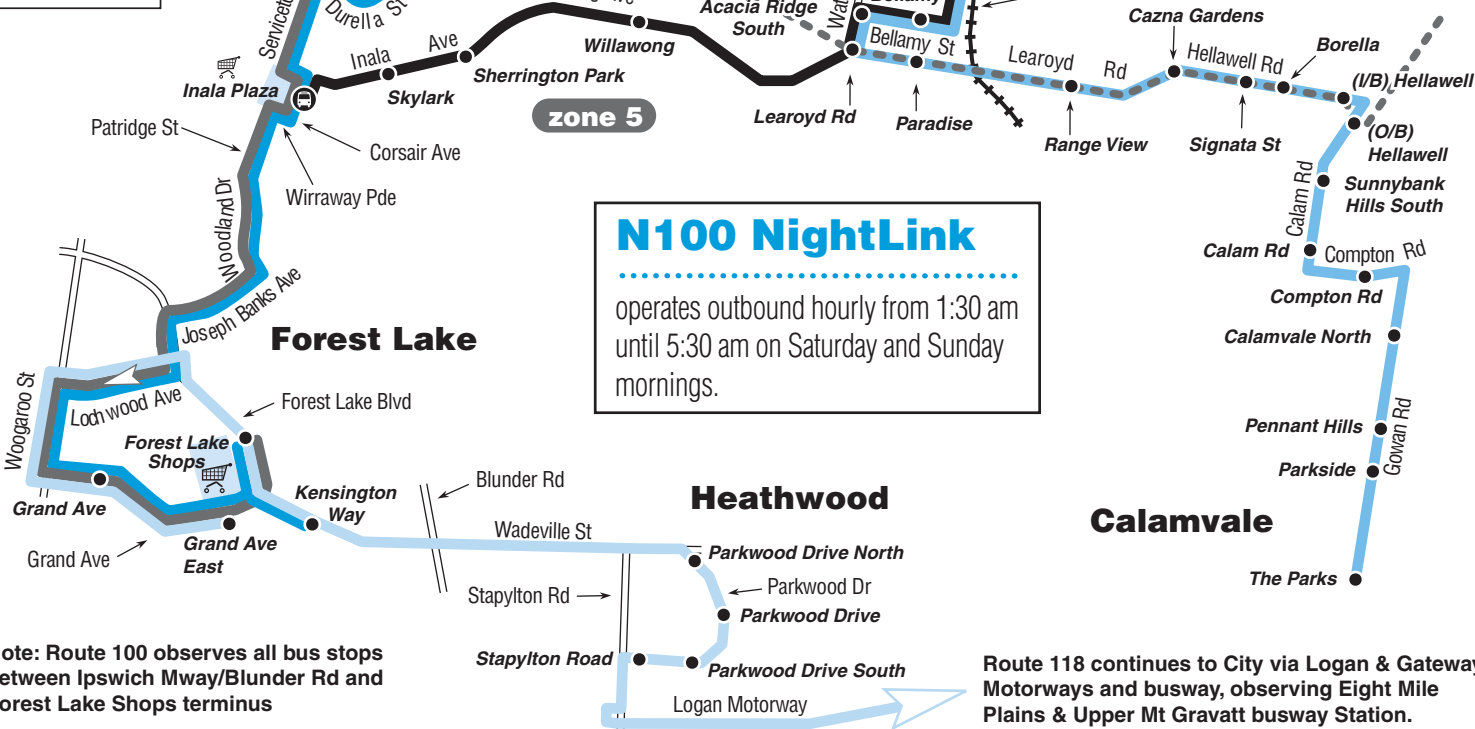 Durella St
Acacia Ridge
South
Cazna Gardens
Bellamy St
Learoyd Rd
Hellawell Rd
Borella
(I/B) Hellawell
Inala Ave
Willawong
Sherrington Park
Inala Plaza
Skylark
zone 5
Learoyd Rd
Paradise
Range View
Signata St
(O/B)
Hellawell
Patridge St
Corsair Ave
Wirraway Pde
Woodland Dr
Calam Rd
Sunnybank
Hills South
N100 NightLink
operates outbound hourly from 1:30 am
until 5:30 am on Saturday and Sunday
mornings.
Calam Rd
Compton Rd
Compton Rd
Joseph Banks Ave
Forest Lake
Calamvale North
Woogaroo St
Lochwood Ave
Forest Lake Blvd
Gowan Rd
Pennant Hills
Forest Lake
Shops
Parkside
Grand Ave
Kensington
Way
Blunder Rd
Heathwood
Calamvale
Grand Ave
Grand Ave
East
Wadeville St
Parkwood Drive North
The Parks
Stapylton Rd
Parkwood Dr
Parkwood Drive
Stapylton Road
Parkwood Drive South
Logan Motorway
ote: Route 100 observes all bus stops
etween Ipswich Mway/Blunder Rd and
orest Lake Shops terminus
Route 118 continues to City via Logan & Gateway
Motorways and busway, observing Eight Mile
Plains & Upper Mt Gravatt busway Station.